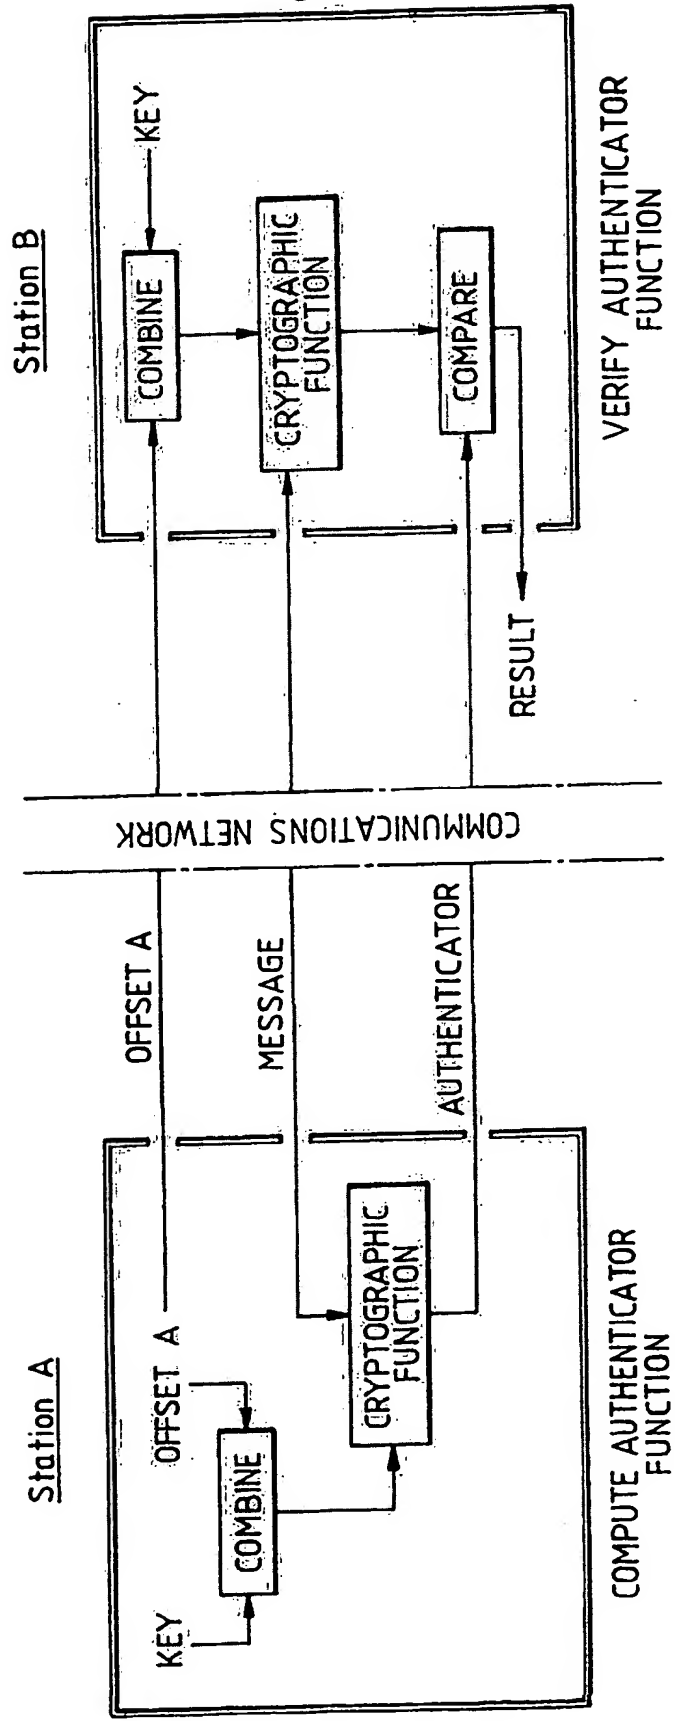 Station A
KEY
OFFSET A
COMBINE
CRYPTOGRAPHIC
FUNCTION
COMPUTE AUTHENTICATOR
FUNCTION
OFFSET A
MESSAGE
AUTHENTICATOR
COMMUNICATIONS NETWORK
Station B
COMBINE
KEY
CRYPTOGRAPHIC
FUNCTION
COMPARE
RESULT
VERIFY AUTHENTICATOR
FUNCTION